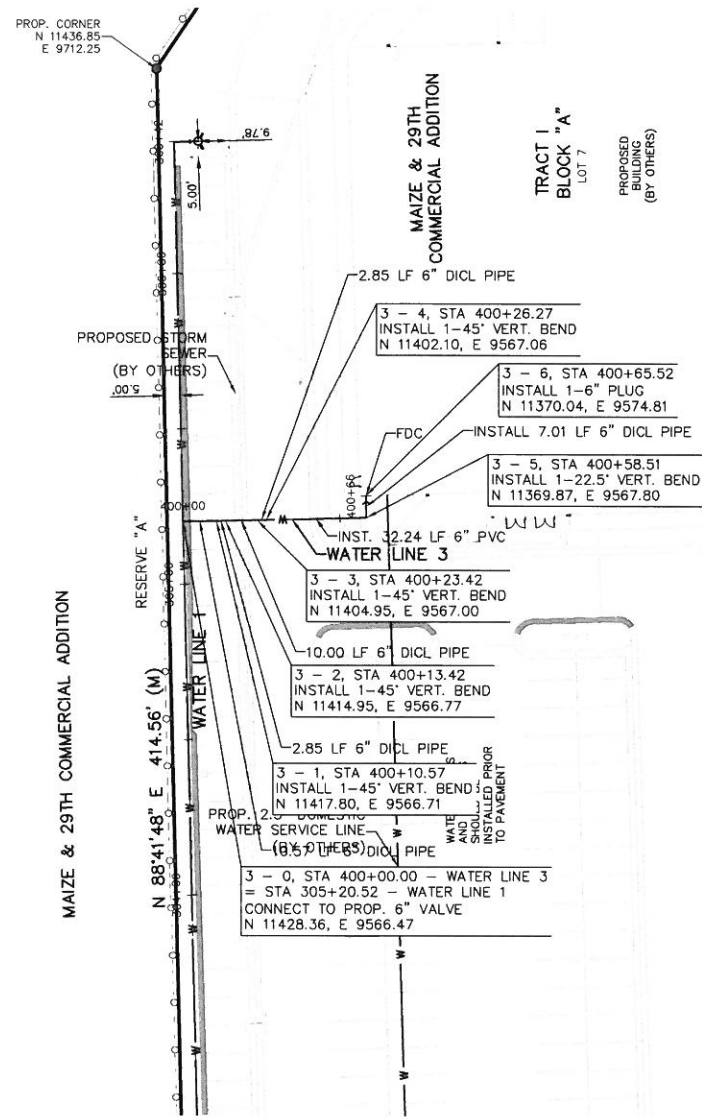 PROP. CORNER
N 11436.85
E 9712.25
9.78'
5.00'
MAIZE & 29TH
COMMERCIAL ADDITION
TRACT I
BLOCK "A"
LOT 7
PROPOSED
BUILDING
(BY OTHERS)
2.85 LF 6" DICL PIPE
3 - 4, STA 400+26.27
INSTALL 1-45° VERT. BEND
N 11402.10, E 9567.06
PROPOSED STORM
SEWER
(BY OTHERS)
5.00'
3 - 6, STA 400+65.52
INSTALL 1-6" PLUG
N 11370.04, E 9574.81
FDC
INSTALL 7.01 LF 6" DICL PIPE
3 - 5, STA 400+58.51
INSTALL 1-22.5° VERT. BEND
N 11369.87, E 9567.80
400+00
400+66
W
INST. 32.24 LF 6" PVC
WATER LINE 3
RESERVE "A"
3 - 3, STA 400+23.42
INSTALL 1-45° VERT. BEND
N 11404.95, E 9567.00
10.00 LF 6" DICL PIPE
3 - 2, STA 400+13.42
INSTALL 1-45° VERT. BEND
N 11414.95, E 9566.77
WATER LINE 1
MAIZE & 29TH COMMERCIAL ADDITION
N 88°41'48" E 414.56' (M)
2.85 LF 6" DICL PIPE
3 - 1, STA 400+10.57
INSTALL 1-45° VERT. BEND
N 11417.80, E 9566.71
AND
INSTALLED PRIOR
TO PAVEMENT
PROP. DOMESTIC
WATER SERVICE LINE
(BY OTHERS)
LF 6" DICL PIPE
3 - 0, STA 400+00.00 - WATER LINE 3
= STA 305+20.52 - WATER LINE 1
CONNECT TO PROP. 6" VALVE
N 11428.36, E 9566.47
W
W
W